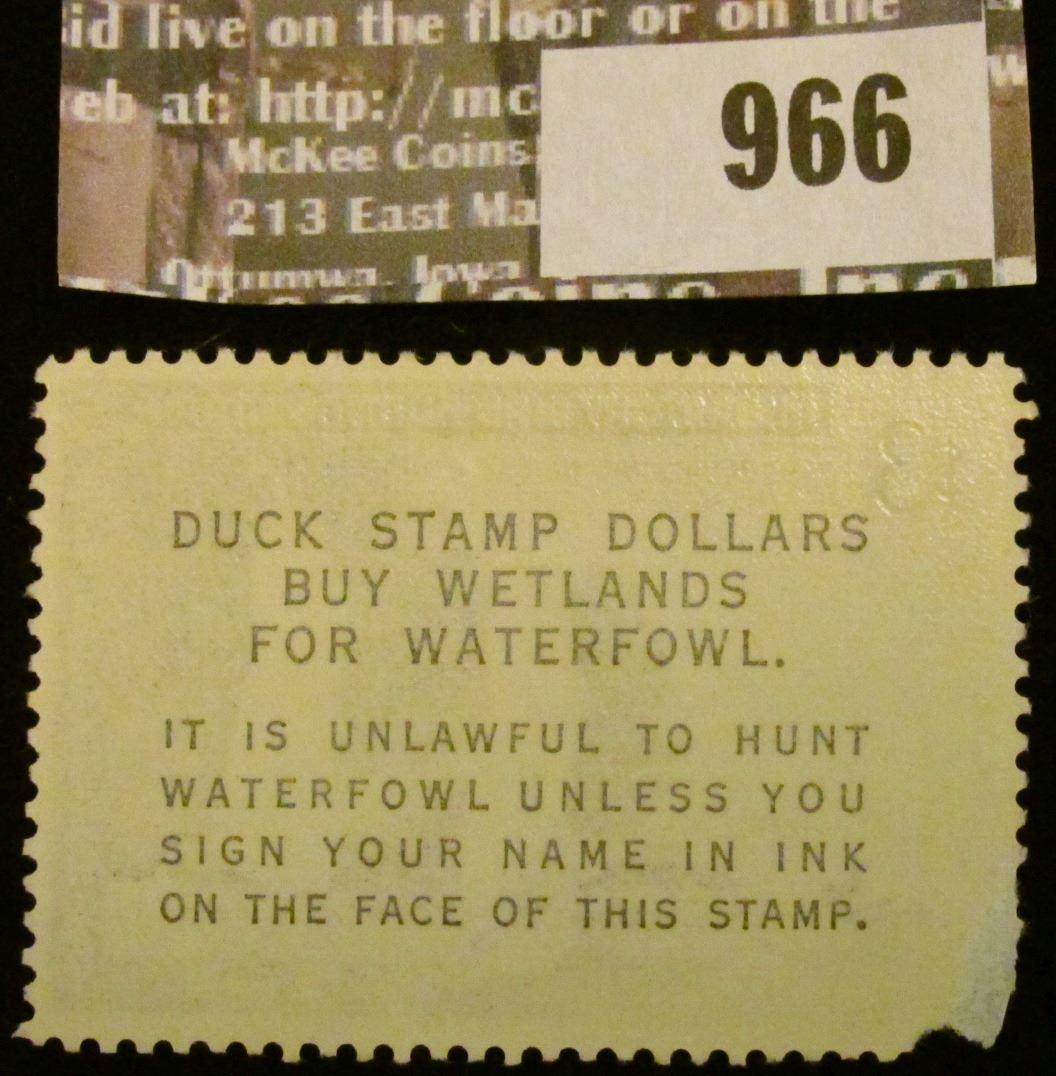 id live on the floor or on the
eb at: http://mc
966
McKee Coins
213 East Ma
Ottumwa, Iowa
DUCK STAMP DOLLARS
BUY WETLANDS
FOR WATERFOWL.
IT IS UNLAWFUL TO HUNT
WATERFOWL UNLESS YOU
SIGN YOUR NAME IN INK
ON THE FACE OF THIS STAMP.